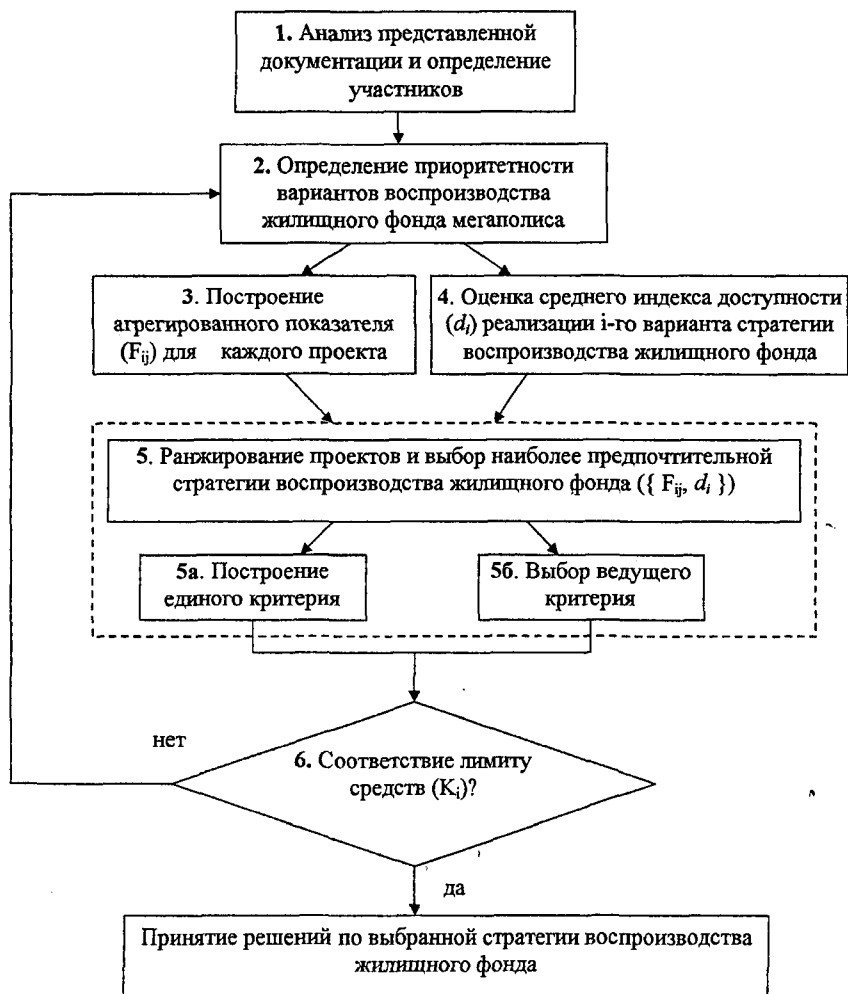 1. Анализ представленной
документации и определение
участников
2. Определение приоритетности
вариантов воспроизводства
жилищного фонда мегаполиса
3. Построение
агрегированного показателя
(Fij) для каждого проекта
4. Оценка среднего индекса доступности
(di) реализации i-го варианта стратегии
воспроизводства жилищного фонда
5. Ранжирование проектов и выбор наиболее предпочтительной
стратегии воспроизводства жилищного фонда ({ Fij, di })
5а. Построение
единого критерия
5б. Выбор ведущего
критерия
нет
6. Соответствие лимиту
средств (Ki)?
да
Принятие решений по выбранной стратегии воспроизводства
жилищного фонда